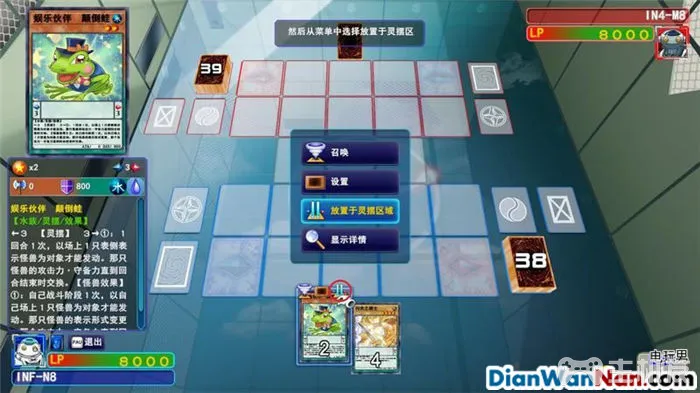 娱乐伙伴 颠倒蛙
然后从菜单中选择放置于灵摆区
IN4-M8
LP 8000
39
召唤
设置
放置于灵摆区域
显示详情
x2
3
0
800
水
娱乐伙伴 颠倒蛙
【水族/灵摆/效果】
←3 【灵摆】 3→①：1
回合1次，以场上1只表侧表
示怪兽为对象才能发动。那只
怪兽的攻击力·守备力直到回
合结束时交换。【怪兽效果】
①：自己战斗阶段1次，以自
己场上1只怪兽为对象才能发
动。那只怪兽的表示形式变更
38
2
4
退出
LP 8000
INF-N8
电玩男
DianWanNan.com